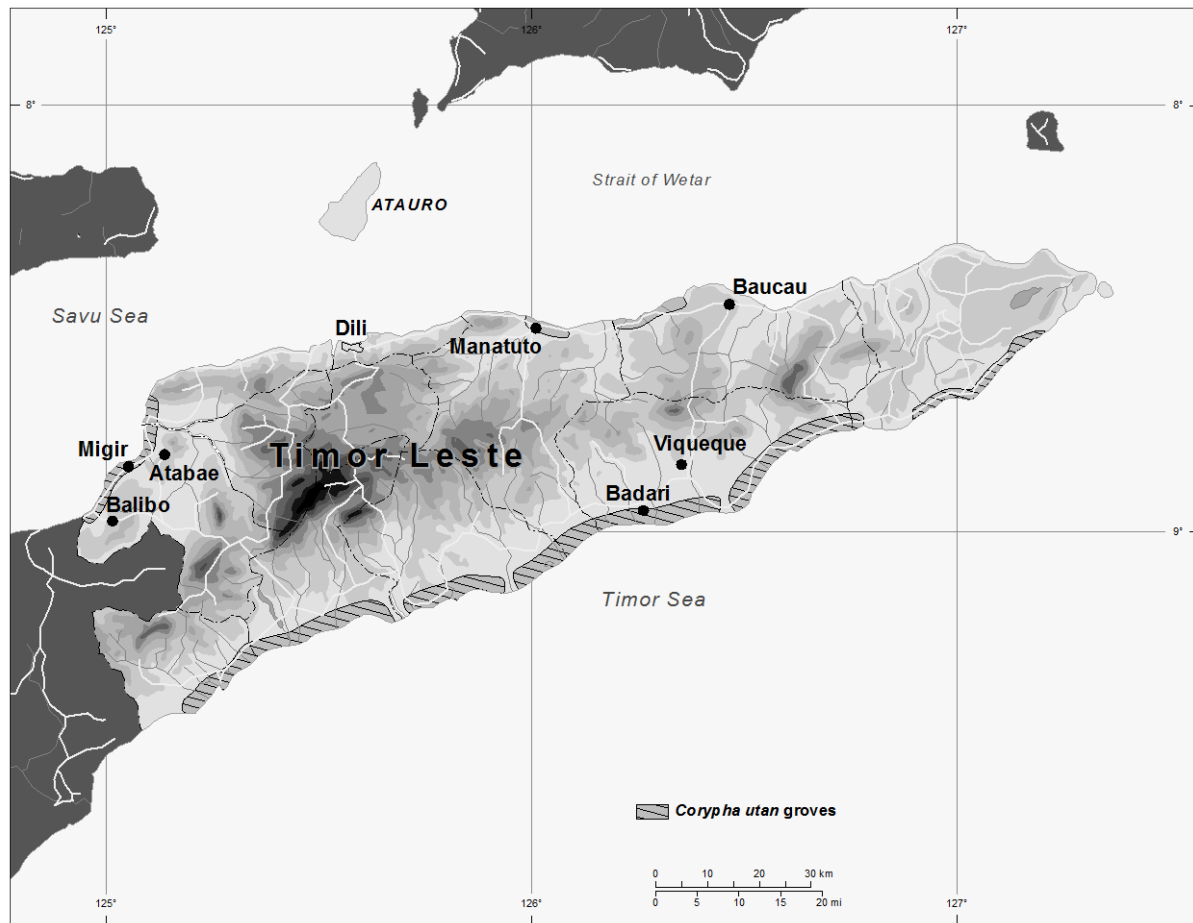 125°
126°
127°
8°
8°
Strait of Wetar
ATAURO
Baucau
Savu Sea
Dili
Manatuto
Migir
Timor Leste
Viqueque
Atabae
Badari
Balibo
9°
Timor Sea
Corypha utan groves
0 10 20 30 km
0 5 10 15 20 mi
125°
126°
127°